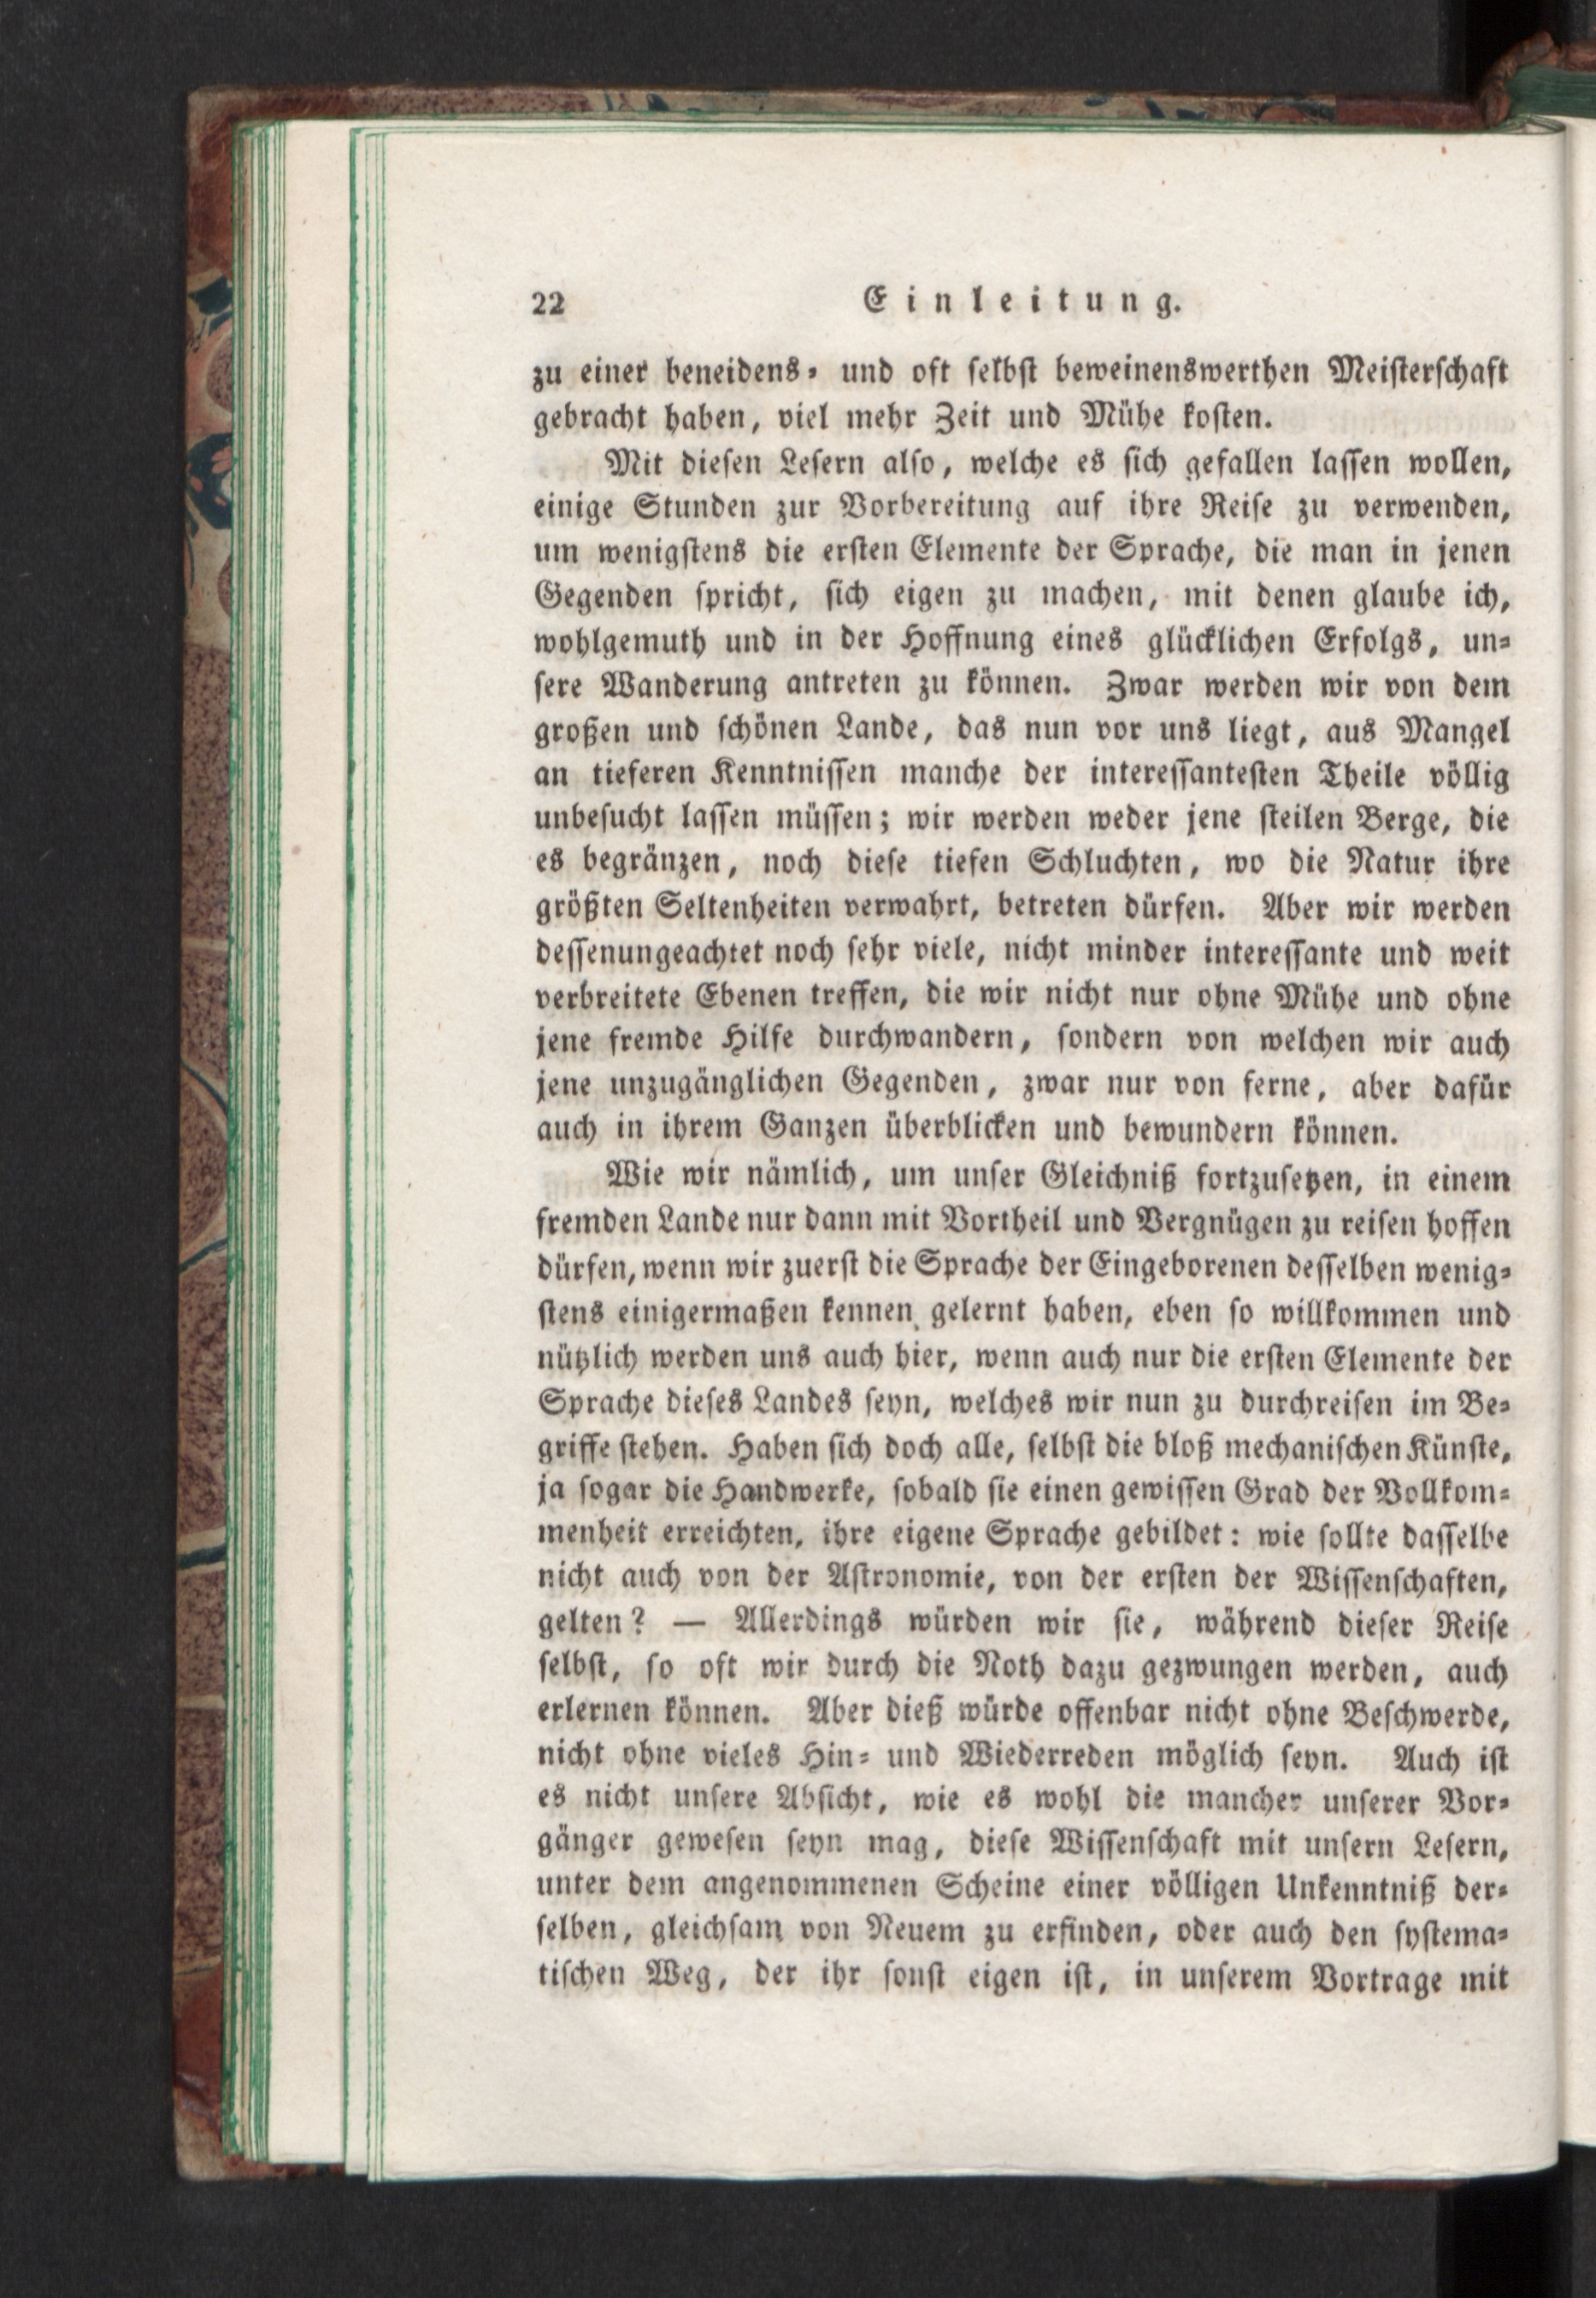 22 Einleitung.
zu einer beneidens- und oft selbst beweinenswerthen Meisterschaft
gebracht haben, viel mehr Zeit und Mühe kosten.
Mit diesen Lesern also, welche es sich gefallen lassen wollen,
einige Stunden zur Vorbereitung auf ihre Reise zu verwenden,
um wenigstens die ersten Elemente der Sprache, die man in jenen
Gegenden spricht, sich eigen zu machen, mit denen glaube ich,
wohlgemuth und in der Hoffnung eines glücklichen Erfolgs, un-
sere Wanderung antreten zu können. Zwar werden wir von dem
großen und schönen Lande, das nun vor uns liegt, aus Mangel
an tieferen Kenntnissen manche der interessantesten Theile völlig
unbesucht lassen müssen; wir werden weder jene steilen Berge, die
es begränzen, noch diese tiefen Schluchten, wo die Natur ihre
größten Seltenheiten verwahrt, betreten dürfen. Aber wir werden
dessenungeachtet noch sehr viele, nicht minder interessante und weit
verbreitete Ebenen treffen, die wir nicht nur ohne Mühe und ohne
jene fremde Hilfe durchwandern, sondern von welchen wir auch
jene unzugänglichen Gegenden, zwar nur von ferne, aber dafür
auch in ihrem Ganzen überblicken und bewundern können.
Wie wir nämlich, um unser Gleichniß fortzusetzen, in einem
fremden Lande nur dann mit Vortheil und Vergnügen zu reisen hoffen
dürfen, wenn wir zuerst die Sprache der Eingeborenen desselben wenig-
stens einigermaßen kennen gelernt haben, eben so willkommen und
nützlich werden uns auch hier, wenn auch nur die ersten Elemente der
Sprache dieses Landes seyn, welches wir nun zu durchreisen im Be-
griffe stehen. Haben sich doch alle, selbst die bloß mechanischen Künste,
ja sogar die Handwerke, sobald sie einen gewissen Grad der Vollkom-
menheit erreichten, ihre eigene Sprache gebildet: wie sollte dasselbe
nicht auch von der Astronomie, von der ersten der Wissenschaften,
gelten? — Allerdings würden wir sie, während dieser Reise
selbst, so oft wir durch die Noth dazu gezwungen werden, auch
erlernen können. Aber dieß würde offenbar nicht ohne Beschwerde,
nicht ohne vieles Hin- und Wiederreden möglich seyn. Auch ist
es nicht unsere Absicht, wie es wohl die mancher unserer Vor-
gänger gewesen seyn mag, diese Wissenschaft mit unsern Lesern,
unter dem angenommenen Scheine einer völligen Unkenntniß der-
selben, gleichsam von Neuem zu erfinden, oder auch den systema-
tischen Weg, der ihr sonst eigen ist, in unserem Vortrage mit